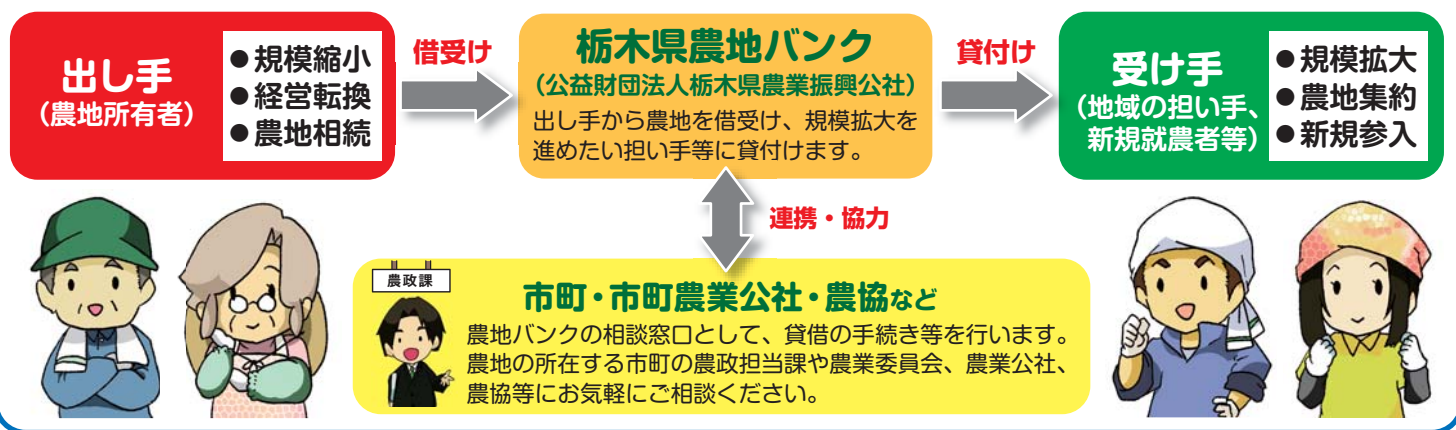 出し手
(農地所有者)
●規模縮小
●経営転換
●農地相続
借受け
栃木県農地バンク
(公益財団法人栃木県農業振興公社)
出し手から農地を借受け、規模拡大を
進めたい担い手等に貸付けます。
貸付け
受け手
(地域の担い手、
新規就農者等)
●規模拡大
●農地集約
●新規参入
連携・協力
農政課
市町・市町農業公社・農協など
農地バンクの相談窓口として、貸借の手続き等を行います。
農地の所在する市町の農政担当課や農業委員会、農業公社、
農協等にお気軽にご相談ください。